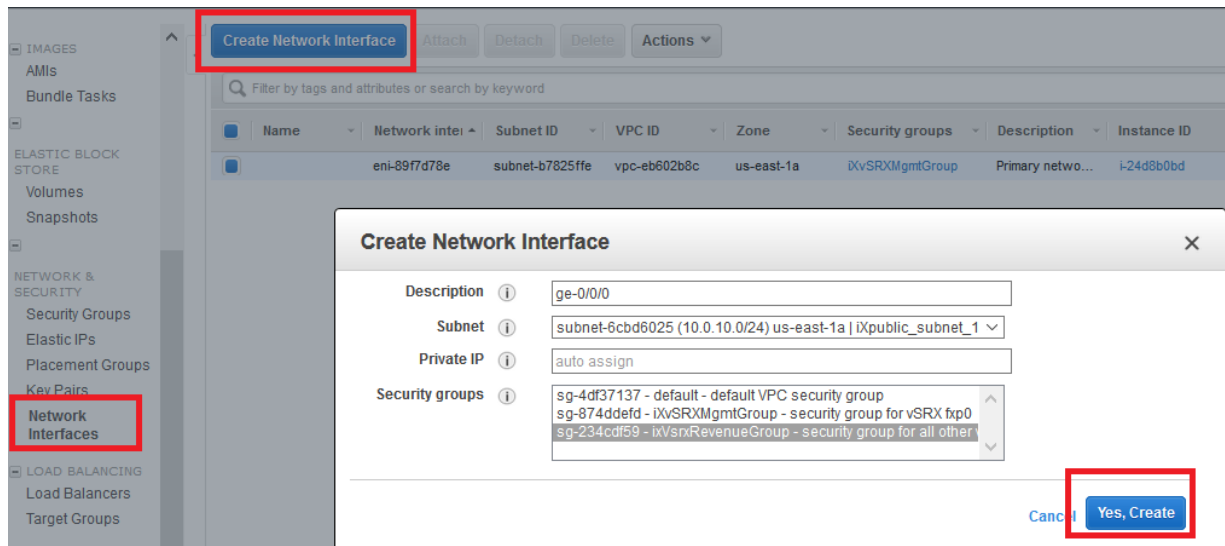 IMAGES
AMIs
Bundle Tasks
ELASTIC BLOCK
STORE
Volumes
Snapshots
NETWORK &
SECURITY
Security Groups
Elastic IPs
Placement Groups
Key Pairs
Network
Interfaces
LOAD BALANCING
Load Balancers
Target Groups
Create Network Interface Attach Detach Delete Actions
Filter by tags and attributes or search by keyword
Name Network inter Subnet ID VPC ID Zone Security groups Description Instance ID
eni-89f7d78e subnet-b7825ffe vpc-eb602b8c us-east-1a iXvSRXMgmtGroup Primary netwo... i-24d8b0bd
Create Network Interface
Description ge-0/0/0
Subnet subnet-6cbd6025 (10.0.10.0/24) us-east-1a | iXpublic_subnet_1
Private IP auto assign
Security groups sg-4df37137 - default - default VPC security group
sg-874ddefd - iXvSRXMgmtGroup - security group for vSRX fxp0
sg-234cdf59 - ixVsrxRevenueGroup - security group for all other
Cancel Yes, Create